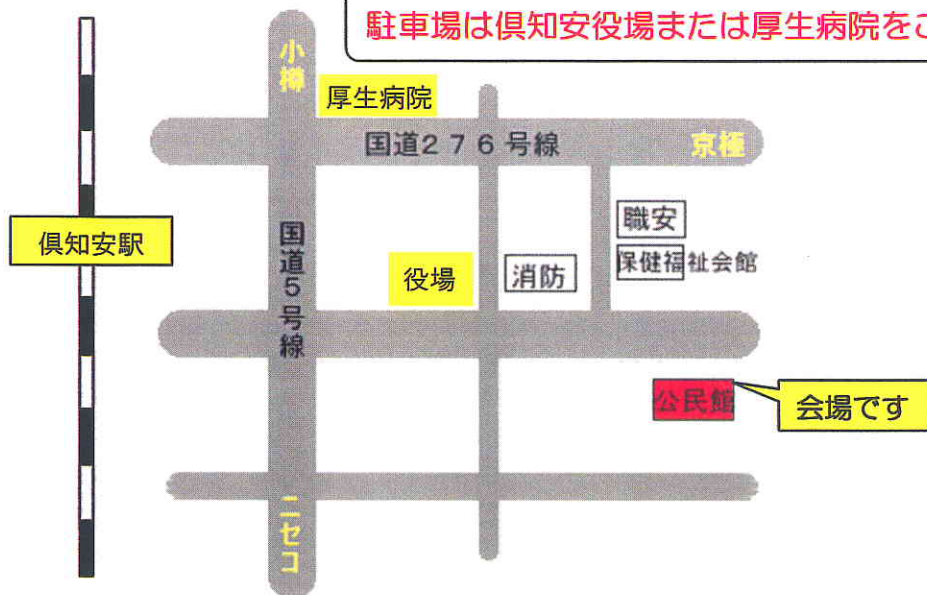 駐車場は倶知安役場または厚生病院をご
小樽
厚生病院
国道276号線
京極
倶知安駅
国道5号線
職安
保健福祉会館
役場
消防
公民館
会場です
ニセコ